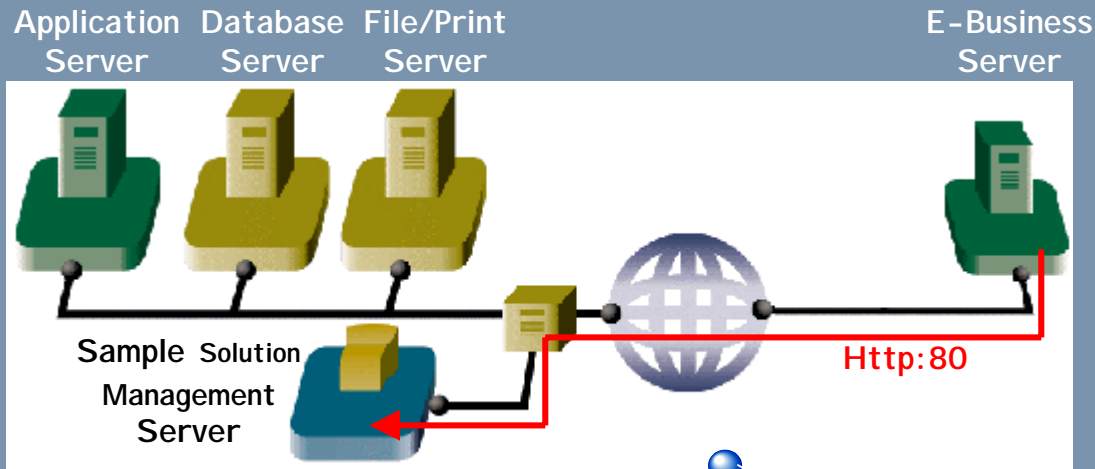 Application Server
Database Server
File/Print Server
E-Business Server
Sample Solution
Management
Server
Http:80